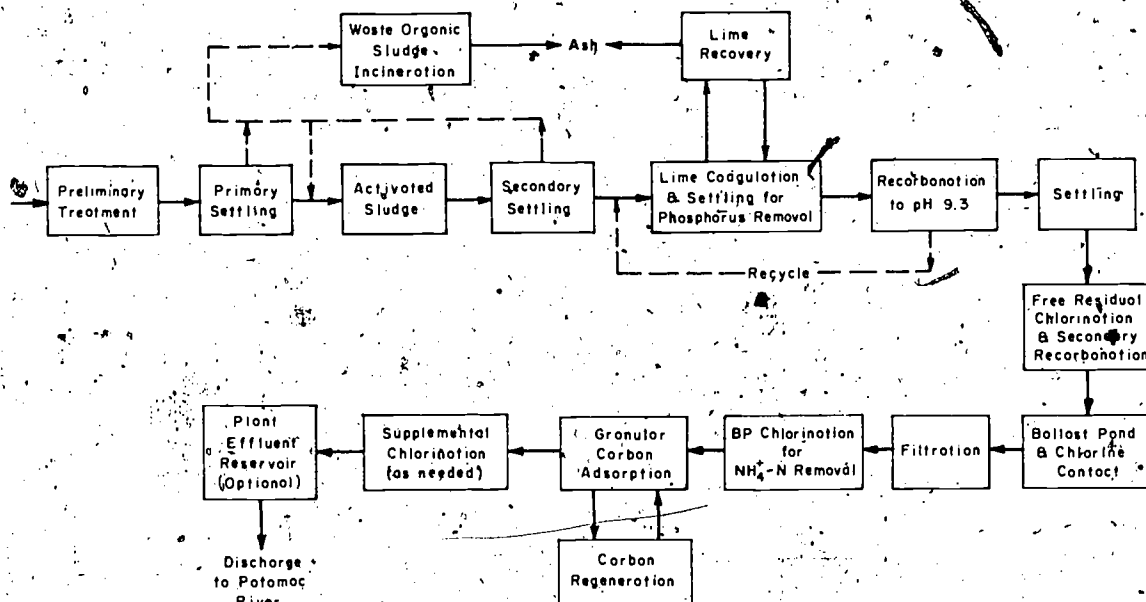 Waste Organic
Sludge
Incineration
Ash
Lime
Recovery
Preliminary
Treatment
Primary
Settling
Activated
Sludge
Secondary
Settling
Lime Coagulation
& Settling for
Phosphorus Removal
Recarbonation
to pH 9.3
Settling
Recycle
Free Residual
Chlorination
& Secondary
Recarbonation
Plant
Effluent
Reservoir
(Optional)
Supplemental
Chlorination
(as needed)
Granular
Carbon
Adsorption
BP Chlorination
for
NH₄⁺-N Removal
Filtration
Ballast Pond
& Chlorine
Contact
Discharge
to Potomac
River
Carbon
Regeneration